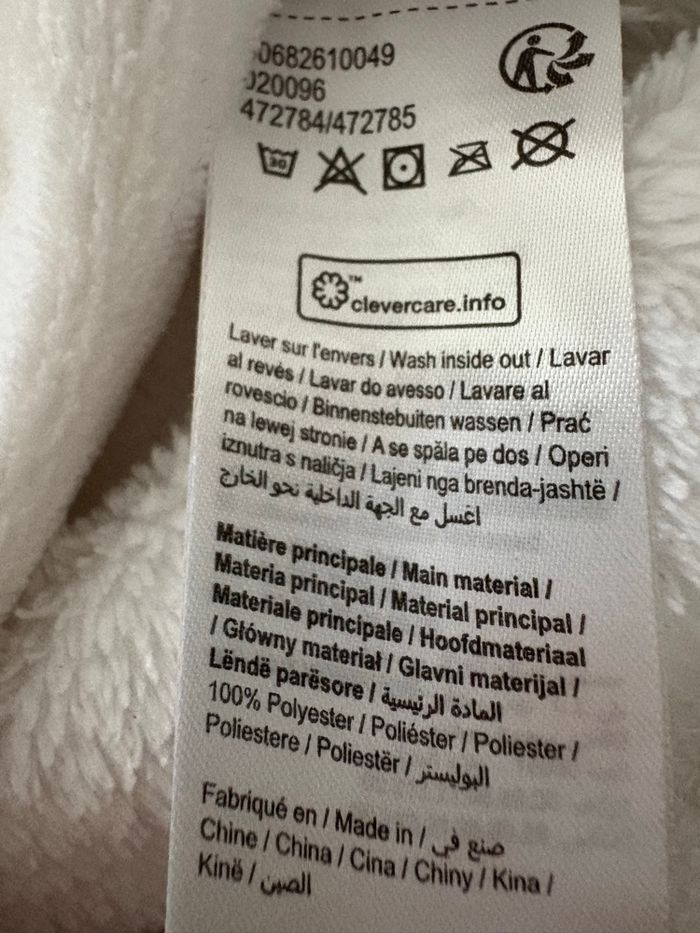 0682610049
020096
472784/472785
30
clevercare.info™
Laver sur l'envers / Wash inside out / Lavar
al revés / Lavar do avesso / Lavare al
rovescio / Binnenstebuiten wassen / Prać
na lewej stronie / A se spăla pe dos / Operi
iznutra s naličja / Lajeni nga brenda-jashtë /
اغسل مع الجهة الداخلية نحو الخارج
Matière principale / Main material /
Materia principal / Material principal /
Materiale principale / Hoofdmateriaal
/ Główny materiał / Glavni materijal /
Lëndë parësore / المادة الرئيسية
100% Polyester / Poliéster / Poliester /
Poliestere / Poliestër / البوليستر
Fabriqué en / Made in / صنع في
Chine / China / Cina / Chiny / Kina /
Kinë / الصين